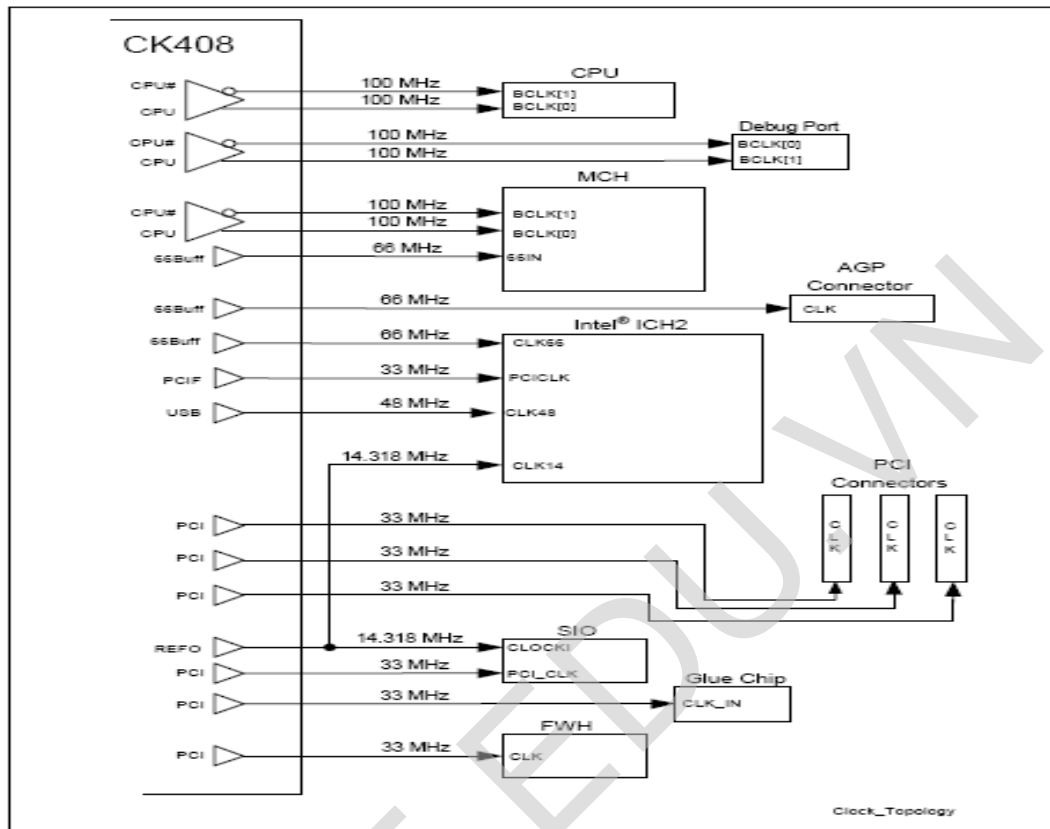 CK408
CPU
CPU# 100 MHz BCLK[1]
CPU 100 MHz BCLK[0]
Debug Port
CPU# 100 MHz BCLK[0]
CPU 100 MHz BCLK[1]
MCH
CPU# 100 MHz BCLK[1]
CPU 100 MHz BCLK[0]
66Buff 66 MHz 66IN
AGP
Connector
66Buff 66 MHz CLK
Intel® ICH2
66Buff 66 MHz CLK66
PCIF 33 MHz PCICLK
USB 48 MHz CLK48
14.318 MHz CLK14
PCI
Connectors
CLK CLK CLK
PCI 33 MHz
PCI 33 MHz
PCI 33 MHz
SIO
REF0 14.318 MHz CLOCKI
PCI 33 MHz PCI_CLK
Glue Chip
PCI 33 MHz CLK_IN
FWH
PCI 33 MHz CLK
Clock_Topology
EDU.VN